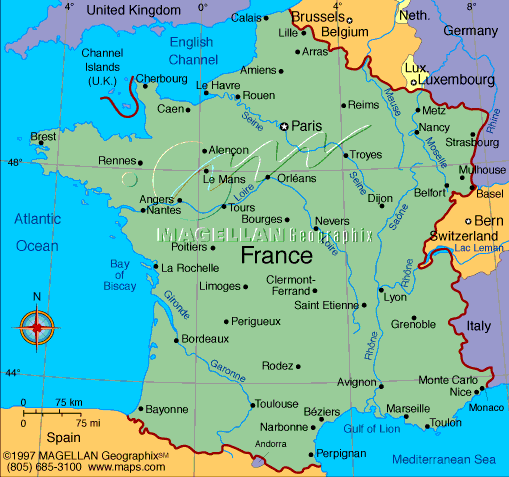 United Kingdom
Calais
Brussels
Neth.
Lille
Belgium
Germany
8°
4°
0°
4°
English
Channel
Channel
Islands
(U.K.)
Arras
Lux.
Luxembourg
Amiens
Cherbourg
Le Havre
Rouen
Caen
Seine
Reims
Meuse
Metz
Rhine
Paris
Nancy
Moselle
Strasbourg
Brest
48°
Rennes
Alençon
Troyes
Mulhouse
Le Mans
Orléans
Seine
Belfort
Basel
Angers
Loire
Nantes
Tours
Dijon
Bourges
Nevers
Saône
Bern
Switzerland
Atlantic
Ocean
MAGELLAN Geographix
Loire
Poitiers
France
Lac Leman
Bay
of
Biscay
La Rochelle
Rhône
Limoges
Clermont-
Ferrand
Lyon
Saint Etienne
N
Gironde
Perigueux
Grenoble
Italy
Bordeaux
Rhône
Garonne
Rodez
44°
Avignon
Monte Carlo
Nice
Monaco
0 75 km
0 75 mi
Bayonne
Toulouse
Béziers
Marseille
Toulon
Narbonne
Gulf of Lion
Spain
Andorra
Perpignan
Mediterranean Sea
©1997 MAGELLAN Geographix℠
(805) 685-3100 www.maps.com